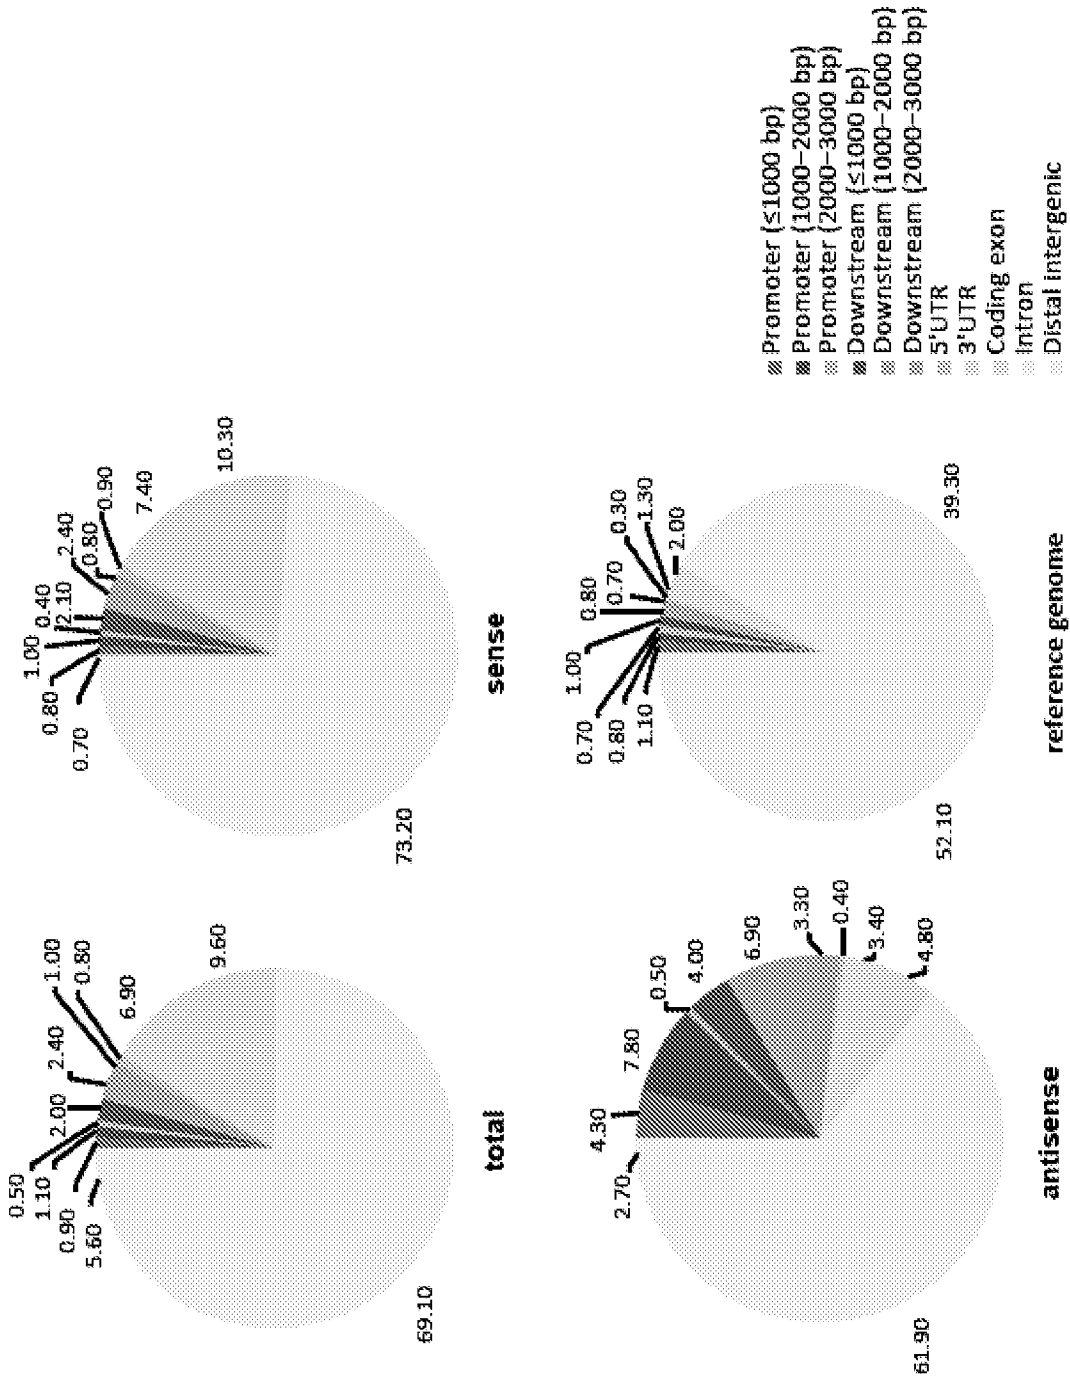 0.50
1.10
0.90
5.60
2.00
2.40
1.00
0.80
6.90
9.60
69.10
total
1.00
0.80
0.70
0.40
2.10
2.40
0.80
0.90
7.40
10.30
73.20
sense
4.30
2.70
7.80
0.50
4.00
6.90
3.30
0.40
3.40
4.80
61.90
antisense
1.00
0.70
0.80
1.10
0.80
0.70
0.30
1.30
2.00
39.30
52.10
reference genome
Promoter (≤1000 bp)
Promoter (1000–2000 bp)
Promoter (2000–3000 bp)
Downstream (≤1000 bp)
Downstream (1000–2000 bp)
Downstream (2000–3000 bp)
5'UTR
3'UTR
Coding exon
Intron
Distal intergenic